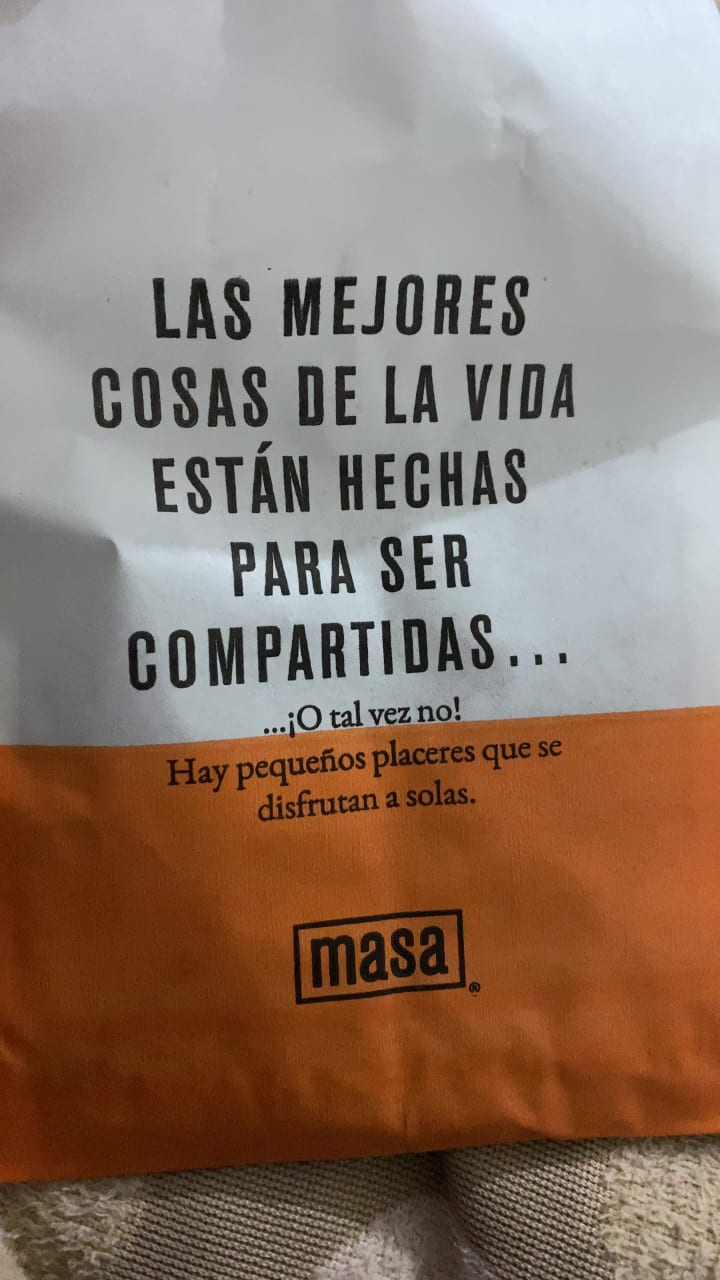 LAS MEJORES
COSAS DE LA VIDA
ESTÁN HECHAS
PARA SER
COMPARTIDAS...
...¡O tal vez no!
Hay pequeños placeres que se
disfrutan a solas.
masa®